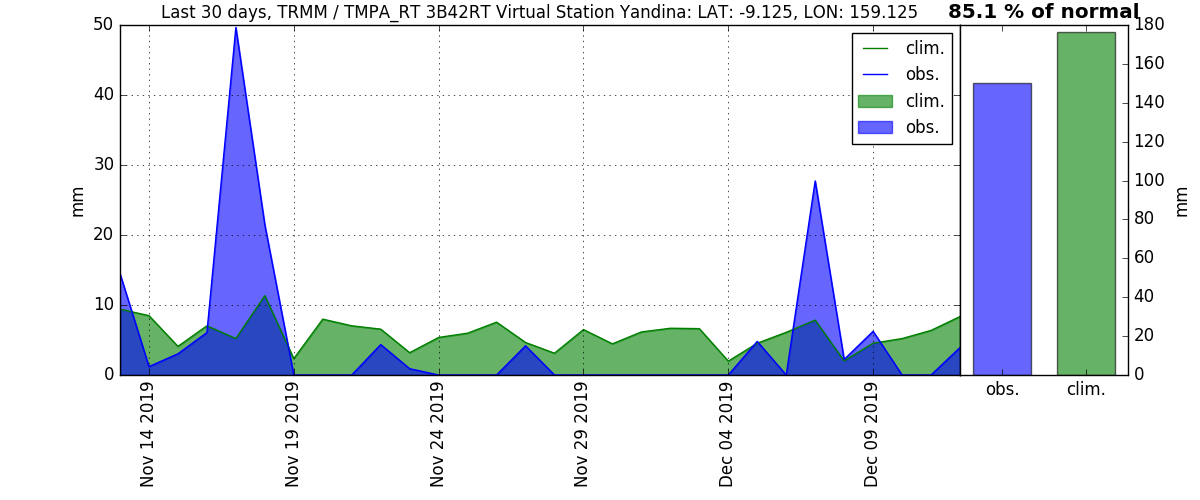 Last 30 days, TRMM / TMPA_RT 3B42RT Virtual Station Yandina: LAT: -9.125, LON: 159.125
85.1 % of normal
50
40
30
20
10
0
mm
clim.
obs.
clim.
obs.
180
160
140
120
100
80
60
40
20
0
mm
Nov 14 2019
Nov 19 2019
Nov 24 2019
Nov 29 2019
Dec 04 2019
Dec 09 2019
obs.
clim.